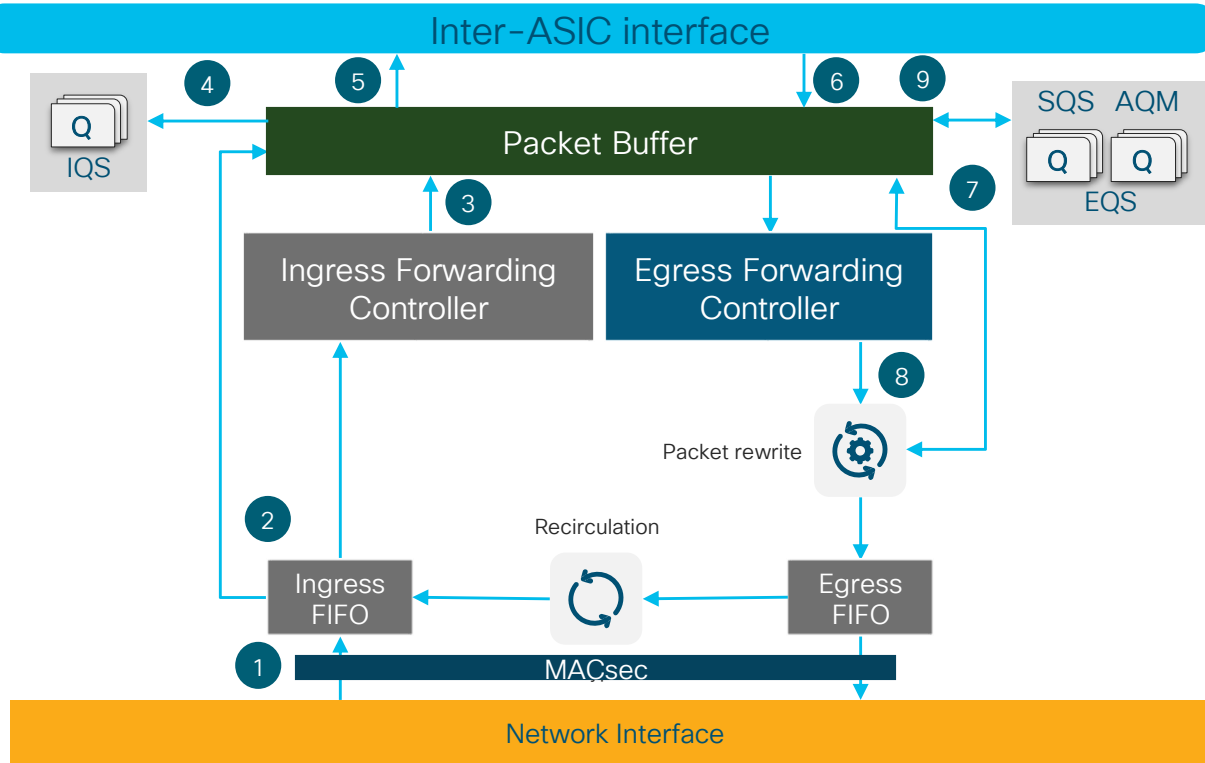 Inter-ASIC interface
4
5
6
9
Q
IQS
Packet Buffer
SQS AQM
Q
Q
EQS
3
7
Ingress Forwarding
Controller
Egress Forwarding
Controller
8
Packet rewrite
2
Recirculation
Ingress
FIFO
Egress
FIFO
1
MACsec
Network Interface